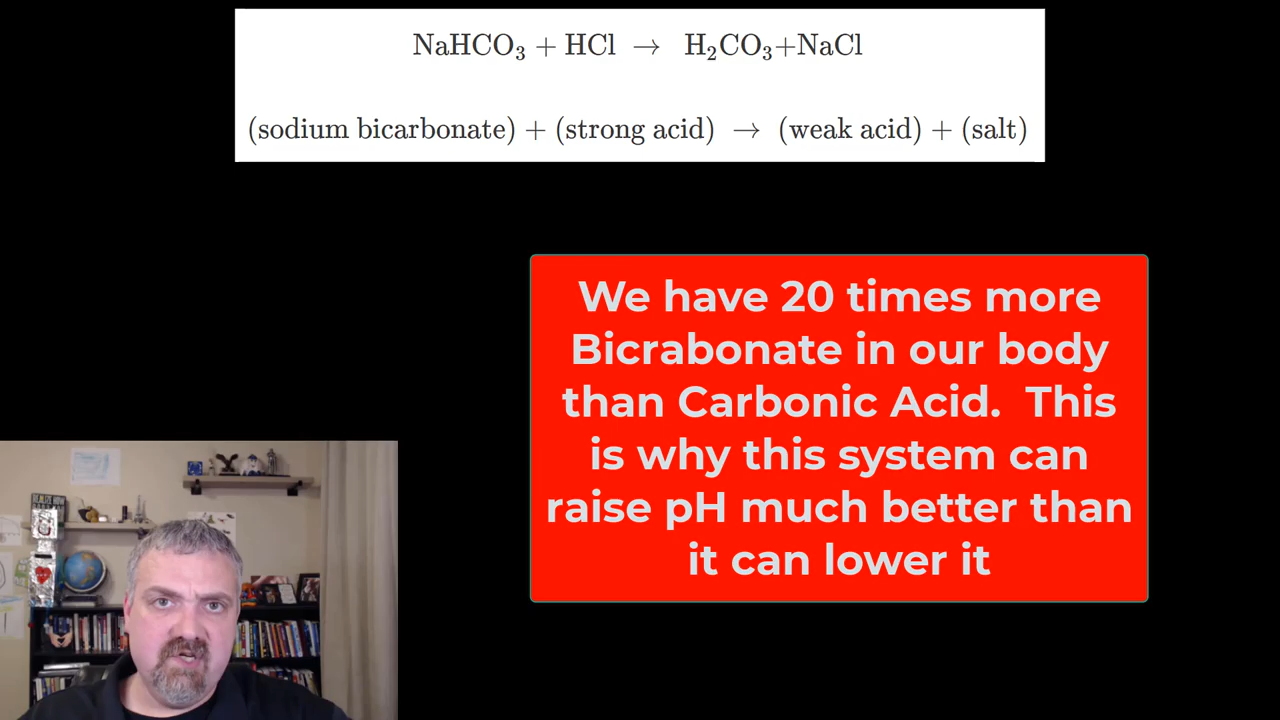 NaHCO₃ + HCl → H₂CO₃+NaCl
(sodium bicarbonate) + (strong acid) → (weak acid) + (salt)
We have 20 times more
Bicrabonate in our body
than Carbonic Acid. This
is why this system can
raise pH much better than
it can lower it